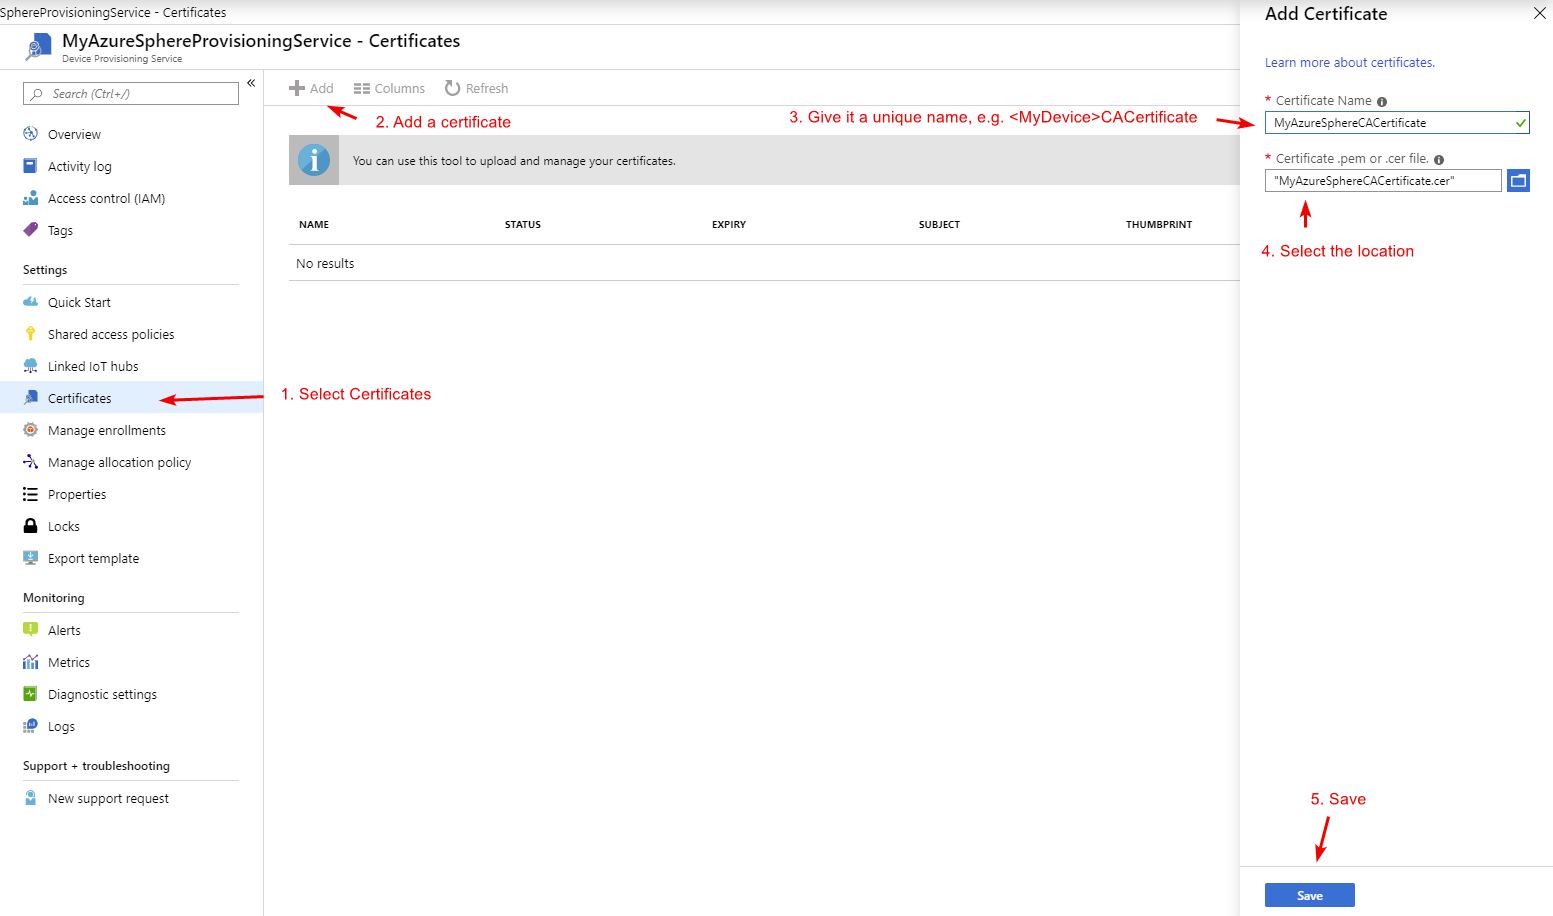 SphereProvisioningService - Certificates
MyAzureSphereProvisioningService - Certificates
Device Provisioning Service
Search (Ctrl+/)
«
Overview
Activity log
Access control (IAM)
Tags
Settings
Quick Start
Shared access policies
Linked IoT hubs
Certificates
Manage enrollments
Manage allocation policy
Properties
Locks
Export template
Monitoring
Alerts
Metrics
Diagnostic settings
Logs
Support + troubleshooting
New support request
Add Columns Refresh
2. Add a certificate
3. Give it a unique name, e.g. <MyDevice>CACertificate
You can use this tool to upload and manage your certificates.
NAME STATUS EXPIRY SUBJECT THUMBPRINT
No results
1. Select Certificates
Add Certificate
Learn more about certificates.
* Certificate Name
MyAzureSphereCACertificate
* Certificate .pem or .cer file.
"MyAzureSphereCACertificate.cer"
4. Select the location
5. Save
Save